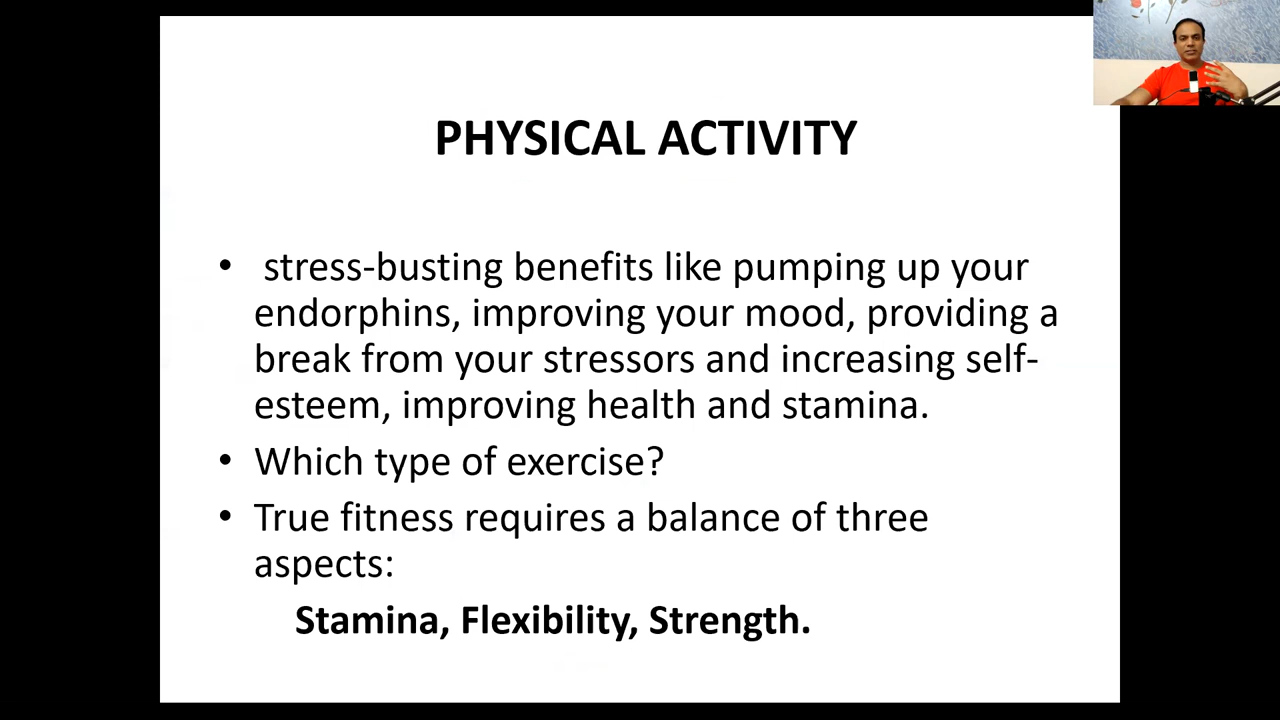 PHYSICAL ACTIVITY
• stress-busting benefits like pumping up your
endorphins, improving your mood, providing a
break from your stressors and increasing self-
esteem, improving health and stamina.
• Which type of exercise?
• True fitness requires a balance of three
aspects:
Stamina, Flexibility, Strength.